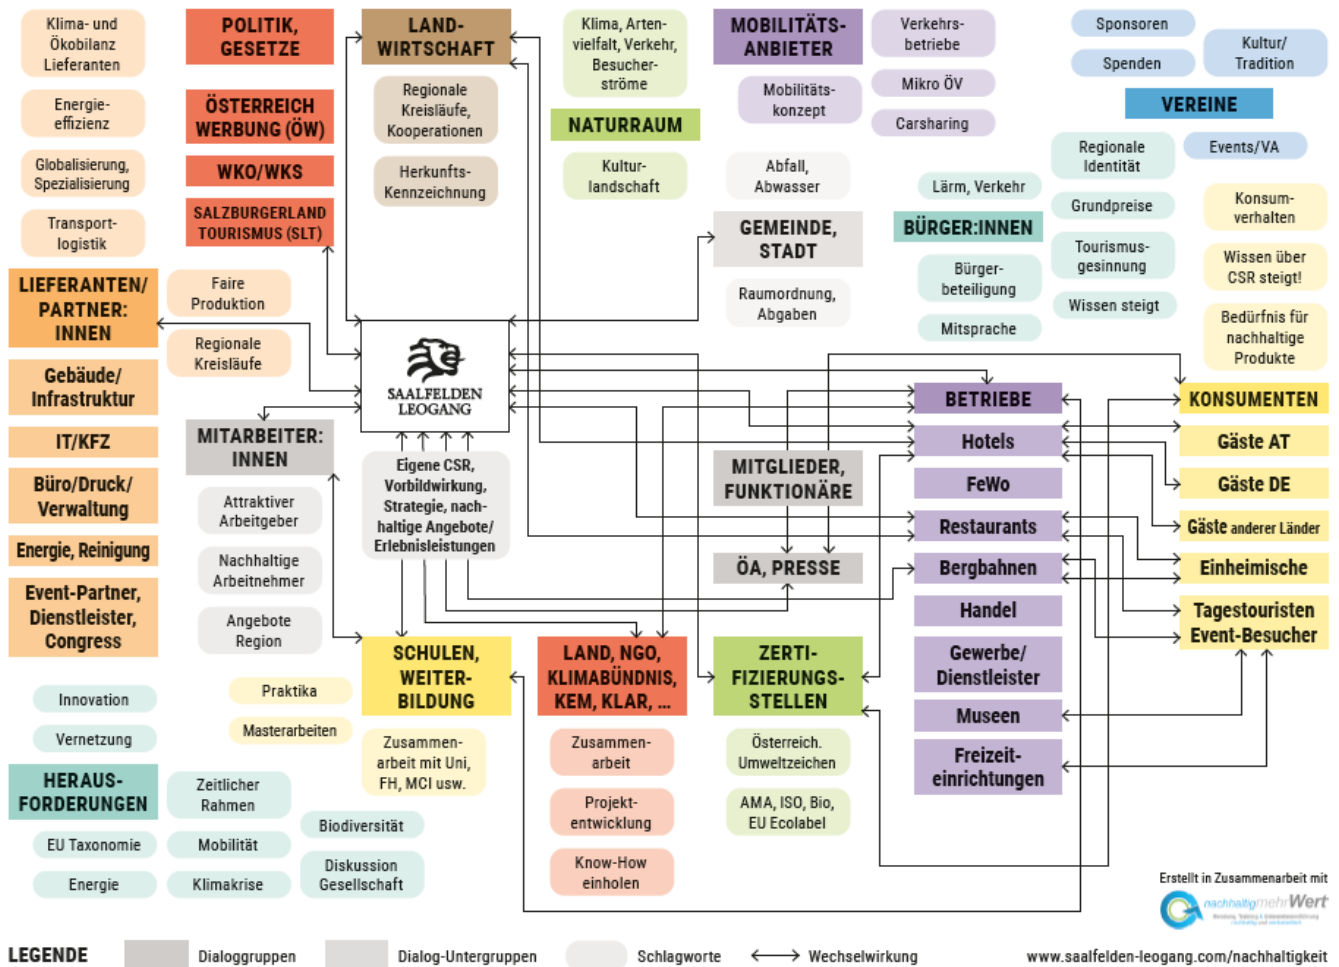 Klima- und
Ökobilanz
Lieferanten
Energie-
effizienz
Globalisierung,
Spezialisierung
Transport-
logistik
LIEFERANTEN/
PARTNER:
INNEN
Faire
Produktion
Regionale
Kreisläufe
Gebäude/
Infrastruktur
IT/KFZ
Büro/Druck/
Verwaltung
Energie, Reinigung
Event-Partner,
Dienstleister,
Congress
POLITIK,
GESETZE
ÖSTERREICH
WERBUNG (ÖW)
WKO/WKS
SALZBURGERLAND
TOURISMUS (SLT)
LAND-
WIRTSCHAFT
Regionale
Kreisläufe,
Kooperationen
Herkunfts-
Kennzeichnung
Klima, Arten-
vielfalt, Verkehr,
Besucher-
ströme
NATURRAUM
Kultur-
landschaft
MOBILITÄTS-
ANBIETER
Mobilitäts-
konzept
Verkehrs-
betriebe
Mikro ÖV
Carsharing
Abfall,
Abwasser
GEMEINDE,
STADT
Raumordnung,
Abgaben
Sponsoren
Spenden
Kultur/
Tradition
VEREINE
Events/VA
Regionale
Identität
Lärm, Verkehr
Grundpreise
BÜRGER:INNEN
Tourismus-
gesinnung
Bürger-
beteiligung
Wissen steigt
Mitsprache
Konsum-
verhalten
Wissen über
CSR steigt!
Bedürfnis für
nachhaltige
Produkte
SAALFELDEN
LEOGANG
Eigene CSR,
Vorbildwirkung,
Strategie, nach-
haltige Angebote/
Erlebnisleistungen
MITARBEITER:
INNEN
Attraktiver
Arbeitgeber
Nachhaltige
Arbeitnehmer
Angebote
Region
MITGLIEDER,
FUNKTIONÄRE
ÖA, PRESSE
BETRIEBE
Hotels
FeWo
Restaurants
Bergbahnen
Handel
Gewerbe/
Dienstleister
Museen
Freizeit-
einrichtungen
KONSUMENTEN
Gäste AT
Gäste DE
Gäste anderer Länder
Einheimische
Tagestouristen
Event-Besucher
SCHULEN,
WEITER-
BILDUNG
Praktika
Masterarbeiten
Zusammen-
arbeit mit Uni,
FH, MCI usw.
LAND, NGO,
KLIMABÜNDNIS,
KEM, KLAR, ...
Zusammen-
arbeit
Projekt-
entwicklung
Know-How
einholen
ZERTI-
FIZIERUNGS-
STELLEN
Österreich.
Umweltzeichen
AMA, ISO, Bio,
EU Ecolabel
Innovation
Vernetzung
HERAUS-
FORDERUNGEN
Zeitlicher
Rahmen
EU Taxonomie
Mobilität
Biodiversität
Energie
Klimakrise
Diskussion
Gesellschaft
Erstellt in Zusammenarbeit mit
nachhaltigmehrWert
LEGENDE
Dialoggruppen
Dialog-Untergruppen
Schlagworte
Wechselwirkung
www.saalfelden-leogang.com/nachhaltigkeit